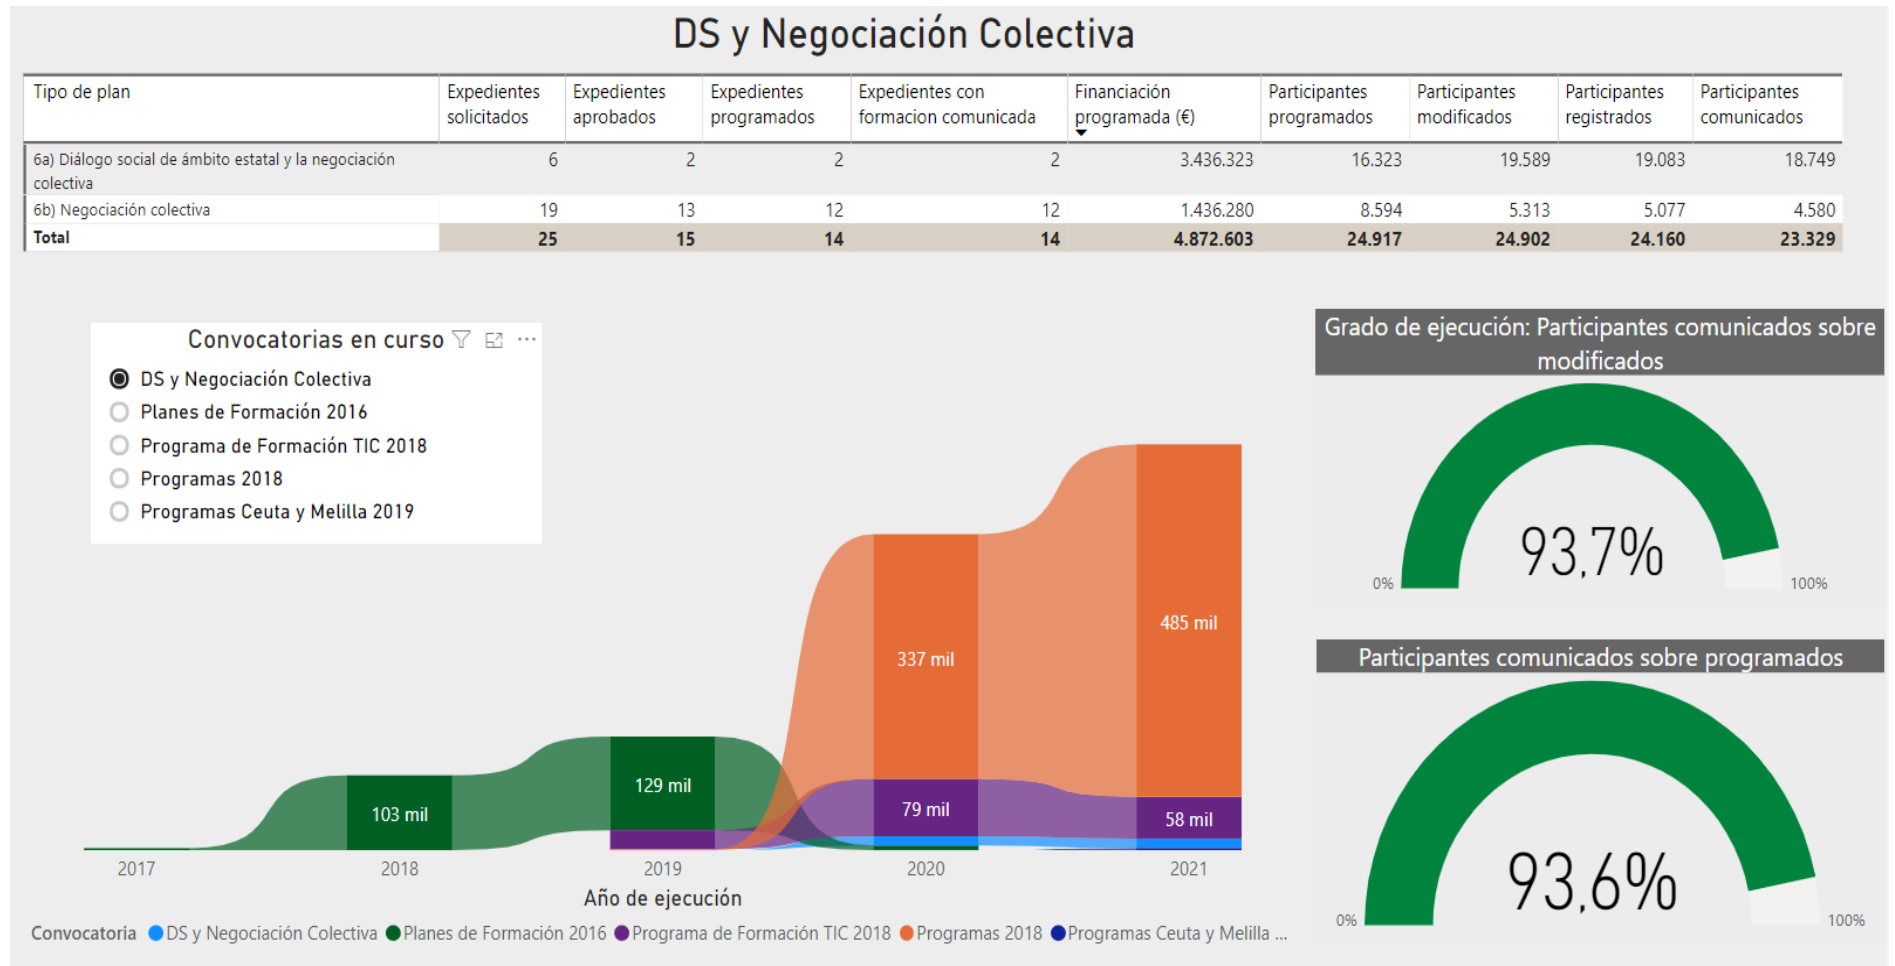 DS y Negociación Colectiva
Tipo de plan
Expedientes solicitados
Expedientes aprobados
Expedientes programados
Expedientes con formacion comunicada
Financiación programada (€)
Participantes programados
Participantes modificados
Participantes registrados
Participantes comunicados
6a) Diálogo social de ámbito estatal y la negociación colectiva 6 2 2 2 3.436.323 16.323 19.589 19.083 18.749
6b) Negociación colectiva 19 13 12 12 1.436.280 8.594 5.313 5.077 4.580
Total 25 15 14 14 4.872.603 24.917 24.902 24.160 23.329
Convocatorias en curso
DS y Negociación Colectiva
Planes de Formación 2016
Programa de Formación TIC 2018
Programas 2018
Programas Ceuta y Melilla 2019
103 mil
129 mil
337 mil
79 mil
485 mil
58 mil
2017 2018 2019 2020 2021
Año de ejecución
Convocatoria DS y Negociación Colectiva Planes de Formación 2016 Programa de Formación TIC 2018 Programas 2018 Programas Ceuta y Melilla ...
Grado de ejecución: Participantes comunicados sobre
modificados
93,7%
0% 100%
Participantes comunicados sobre programados
93,6%
0% 100%